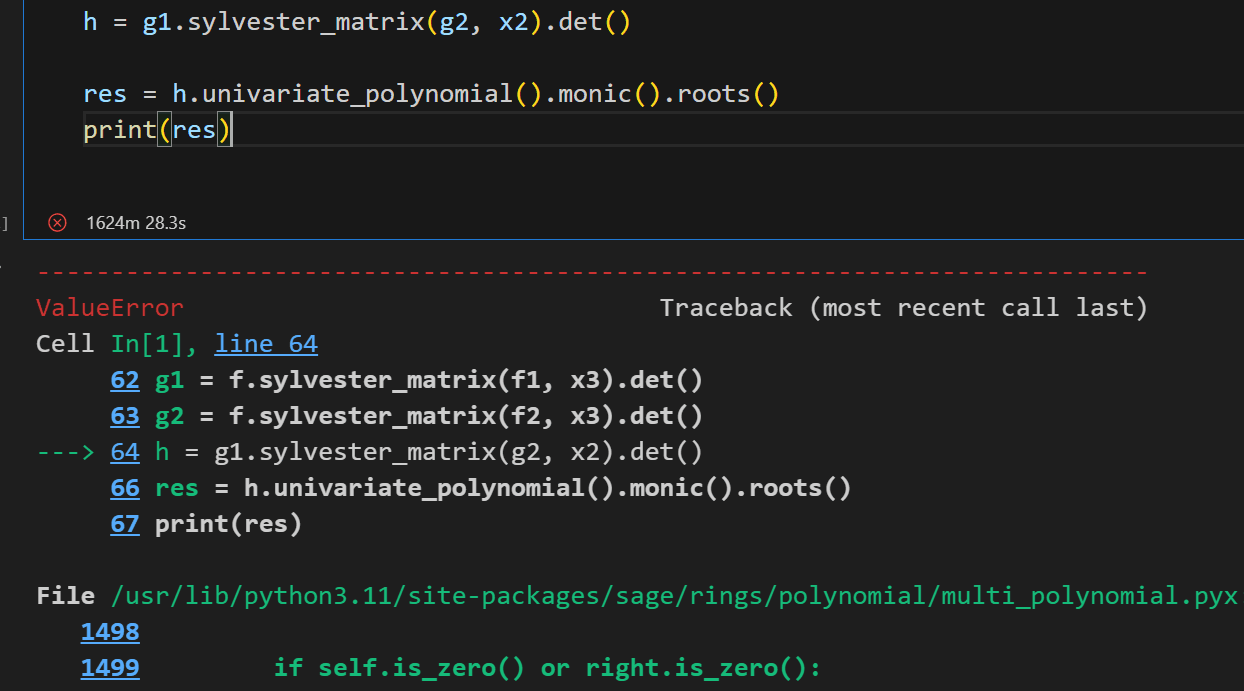 h = g1.sylvester_matrix(g2, x2).det()
res = h.univariate_polynomial().monic().roots()
print(res)
] 1624m 28.3s
---------------------------------------------------------------------------
ValueError Traceback (most recent call last)
Cell In[1], line 64
62 g1 = f.sylvester_matrix(f1, x3).det()
63 g2 = f.sylvester_matrix(f2, x3).det()
---> 64 h = g1.sylvester_matrix(g2, x2).det()
66 res = h.univariate_polynomial().monic().roots()
67 print(res)
File /usr/lib/python3.11/site-packages/sage/rings/polynomial/multi_polynomial.pyx
1498
1499 if self.is_zero() or right.is_zero():